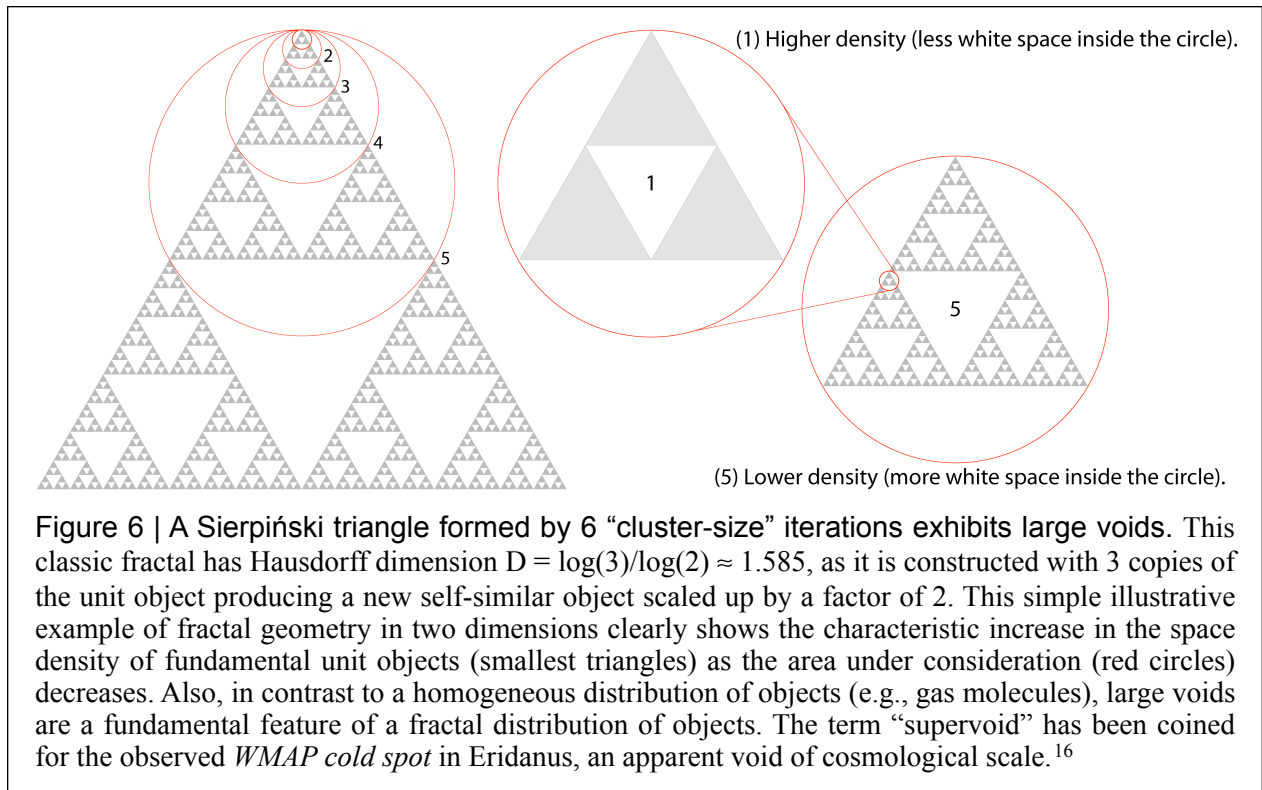 2
3
4
5
(1) Higher density (less white space inside the circle).
1
5
(5) Lower density (more white space inside the circle).
Figure 6 | A Sierpiński triangle formed by 6 “cluster-size” iterations exhibits large voids. This
classic fractal has Hausdorff dimension D = log(3)/log(2) ≈ 1.585, as it is constructed with 3 copies of
the unit object producing a new self-similar object scaled up by a factor of 2. This simple illustrative
example of fractal geometry in two dimensions clearly shows the characteristic increase in the space
density of fundamental unit objects (smallest triangles) as the area under consideration (red circles)
decreases. Also, in contrast to a homogeneous distribution of objects (e.g., gas molecules), large voids
are a fundamental feature of a fractal distribution of objects. The term “supervoid” has been coined
for the observed WMAP cold spot in Eridanus, an apparent void of cosmological scale.16